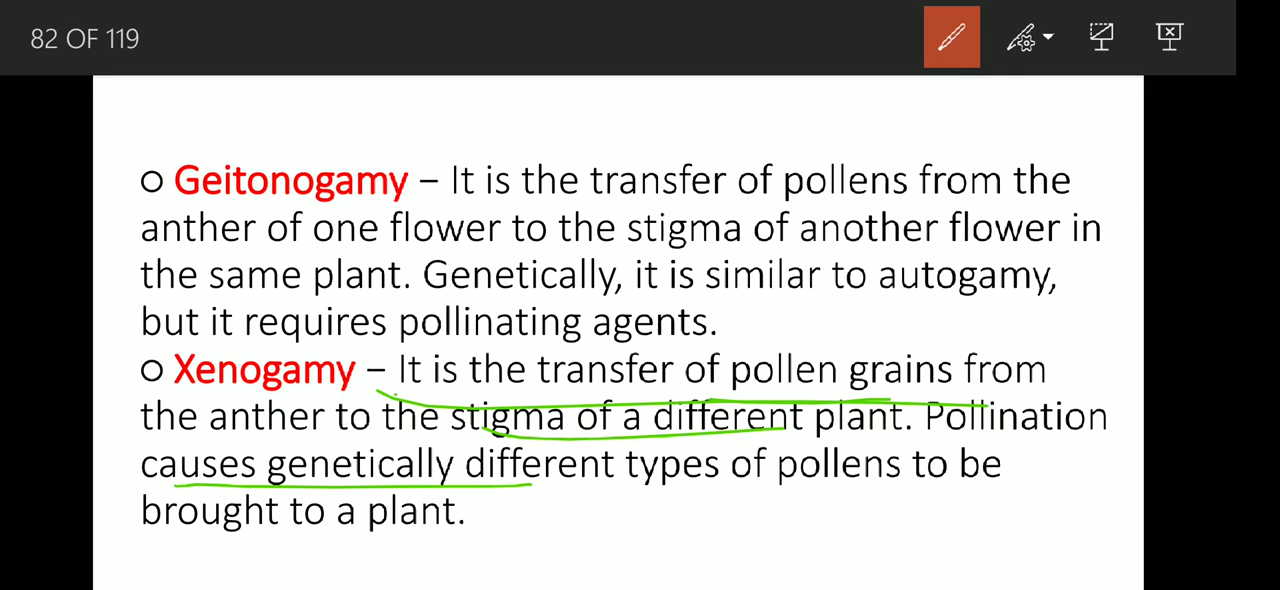 82 OF 119
○ Geitonogamy – It is the transfer of pollens from the
anther of one flower to the stigma of another flower in
the same plant. Genetically, it is similar to autogamy,
but it requires pollinating agents.
○ Xenogamy – It is the transfer of pollen grains from
the anther to the stigma of a different plant. Pollination
causes genetically different types of pollens to be
brought to a plant.